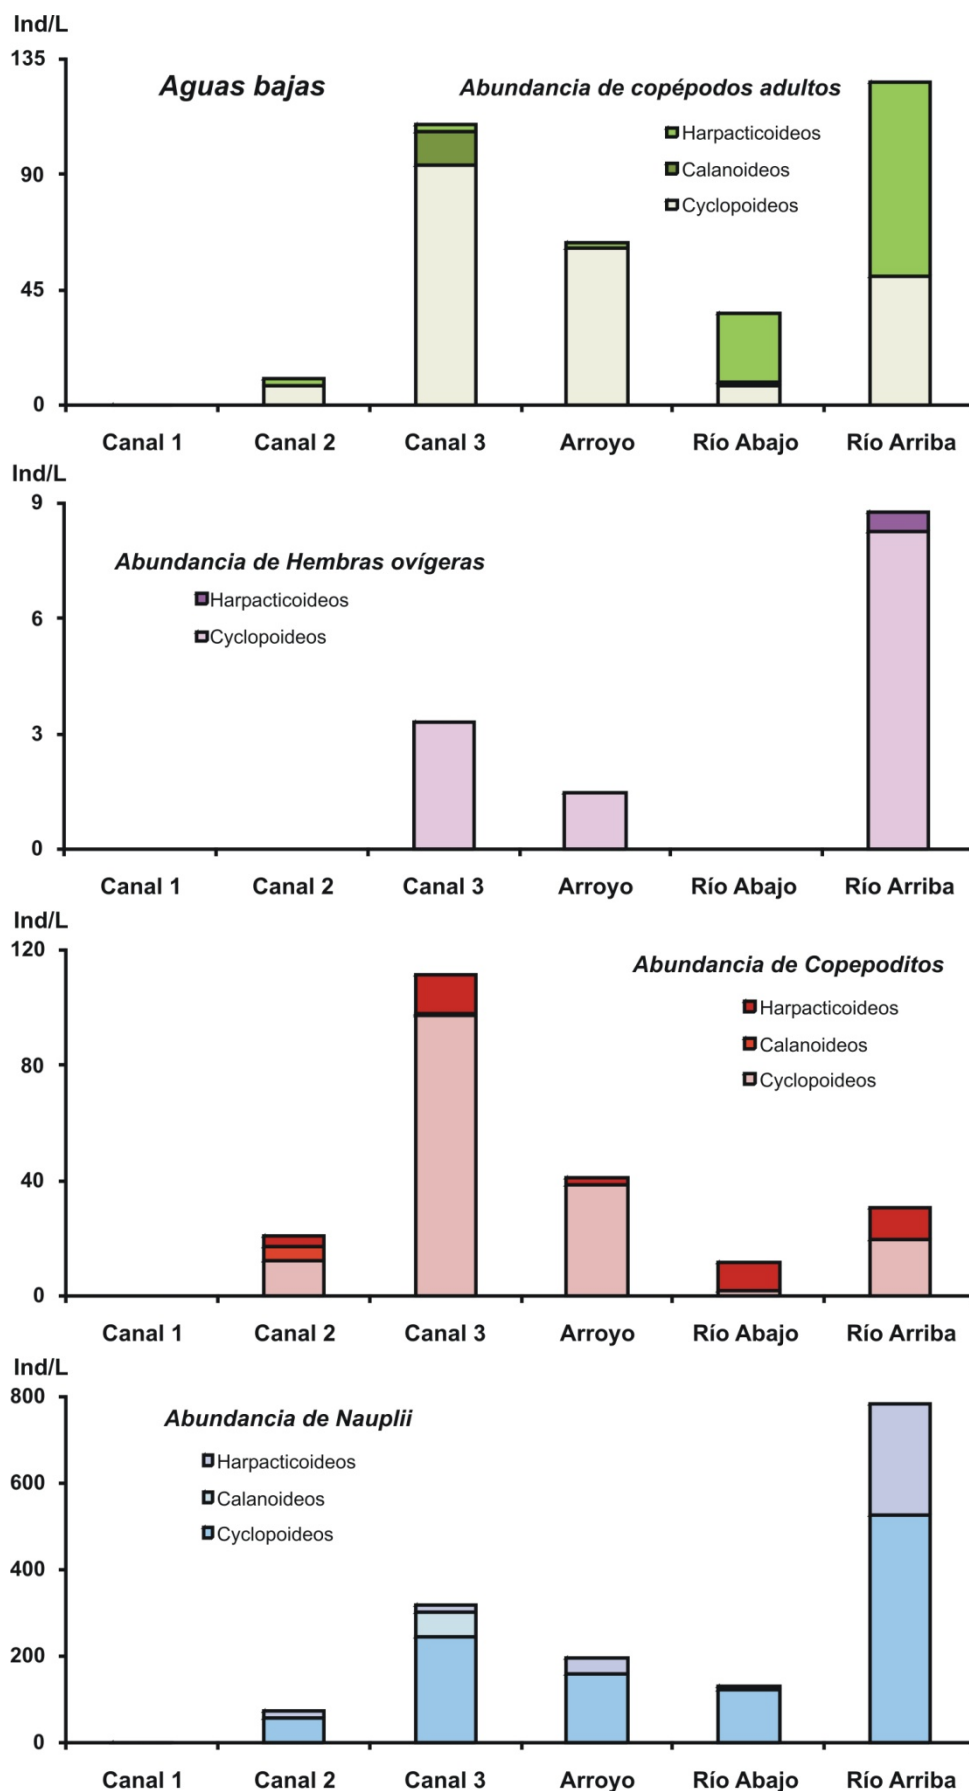 Ind/L
135
Aguas bajas
Abundancia de copépodos adultos
Harpacticoideos
Calanoideos
Cyclopoideos
90
45
0
Canal 1 Canal 2 Canal 3 Arroyo Río Abajo Río Arriba
Ind/L
9
Abundancia de Hembras ovígeras
Harpacticoideos
Cyclopoideos
6
3
0
Canal 1 Canal 2 Canal 3 Arroyo Río Abajo Río Arriba
Ind/L
120
Abundancia de Copepoditos
Harpacticoideos
Calanoideos
Cyclopoideos
80
40
0
Canal 1 Canal 2 Canal 3 Arroyo Río Abajo Río Arriba
Ind/L
800
Abundancia de Nauplii
Harpacticoideos
Calanoideos
Cyclopoideos
600
400
200
0
Canal 1 Canal 2 Canal 3 Arroyo Río Abajo Río Arriba